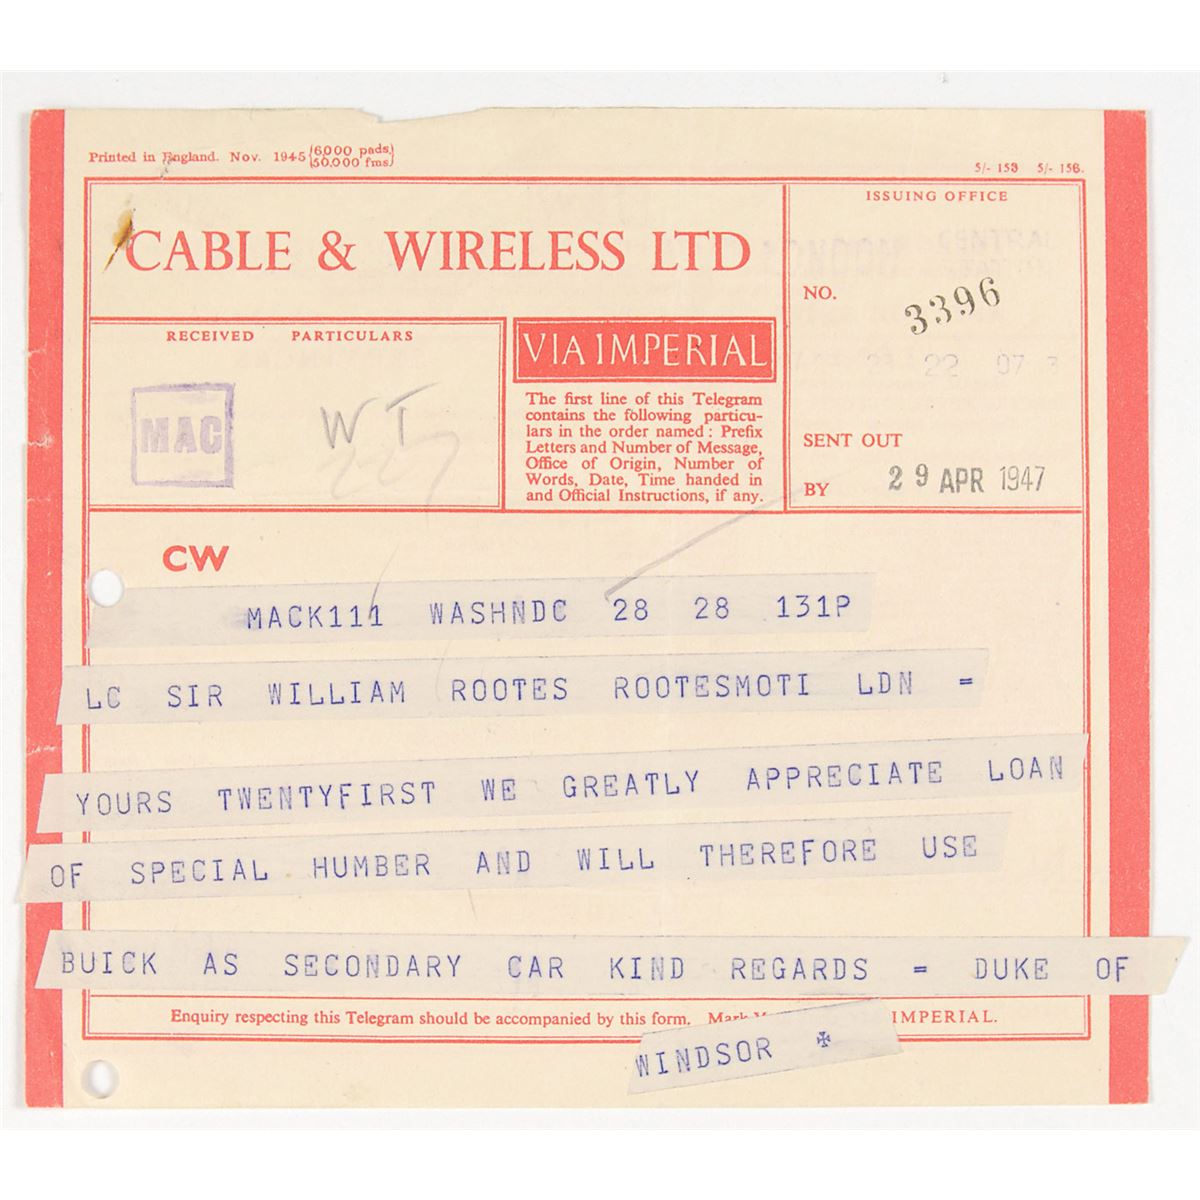 Printed in England. Nov. 1945 (6,000 pads.)
(50,000 fms.)
5/- 153 5/- 156.
CABLE & WIRELESS LTD
ISSUING OFFICE
LONDON CENTRAL
NO.
3396
22 07
RECEIVED PARTICULARS
MAC
W T
VIA IMPERIAL
The first line of this Telegram
contains the following particu-
lars in the order named : Prefix
Letters and Number of Message,
Office of Origin, Number of
Words, Date, Time handed in
and Official Instructions, if any.
SENT OUT
BY 29 APR 1947
CW
MACK111 WASHNDC 28 28 131P
LC SIR WILLIAM ROOTES ROOTESMOTI LDN =
YOURS TWENTYFIRST WE GREATLY APPRECIATE LOAN
OF SPECIAL HUMBER AND WILL THEREFORE USE
BUICK AS SECONDARY CAR KIND REGARDS = DUKE OF
Enquiry respecting this Telegram should be accompanied by this form. IMPERIAL.
WINDSOR +